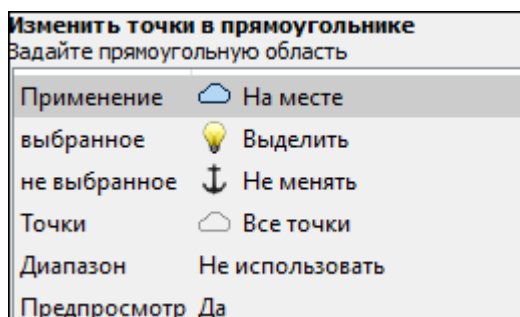 Изменить точки в прямоугольнике
Задайте прямоугольную область
Применение На месте
выбранное Выделить
не выбранное Не менять
Точки Все точки
Диапазон Не использовать
Предпросмотр Да